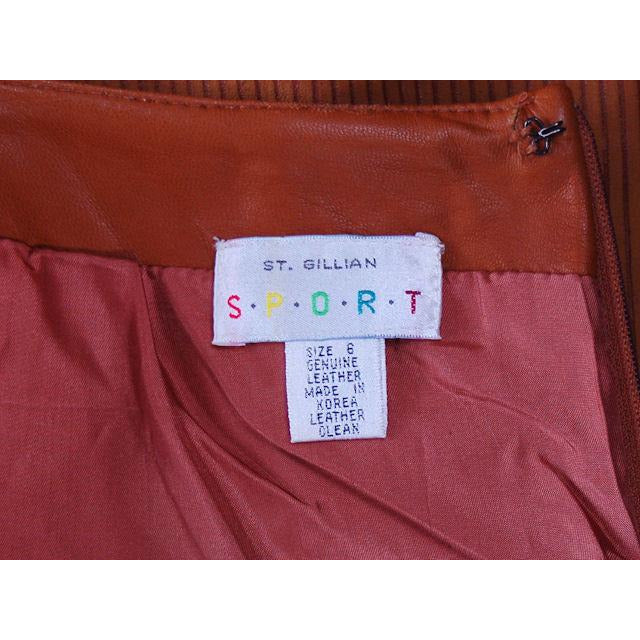 ST. GILLIAN
S·P·O·R·T
SIZE 6
GENUINE
LEATHER
MADE IN
KOREA
LEATHER
CLEAN